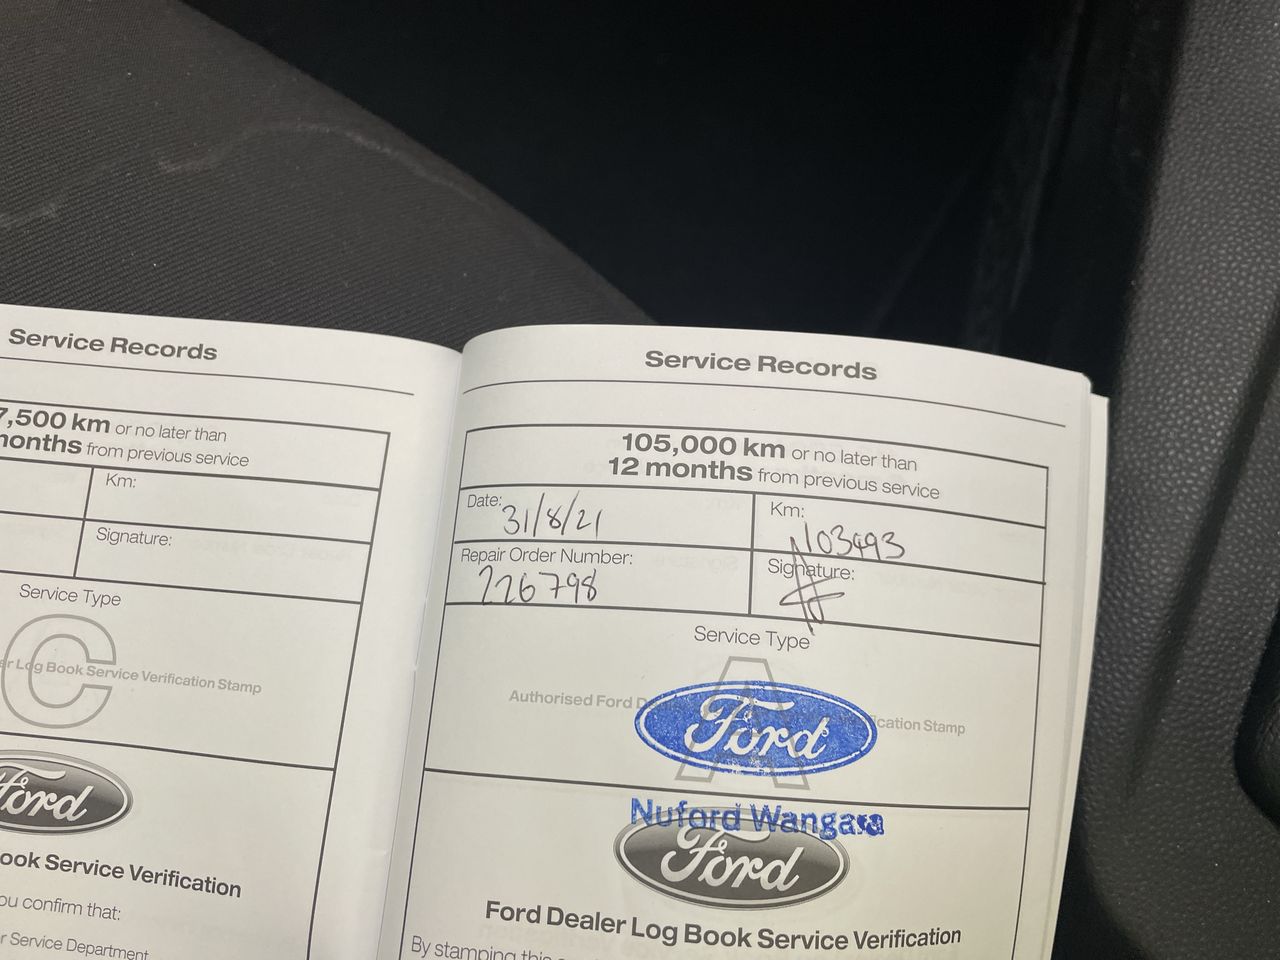 Service Records
7,500 km or no later than
months from previous service
Km:
Signature:
Service Type
C
er Log Book Service Verification Stamp
Ford
ook Service Verification
ou confirm that:
r Service Department
Service Records
105,000 km or no later than
12 months from previous service
Date: 31/8/21
Km: 103493
Repair Order Number: 226798
Signature:
Service Type
A
Authorised Ford D
ication Stamp
Ford
Nuford Wangara
Ford
Ford Dealer Log Book Service Verification
By stamping this